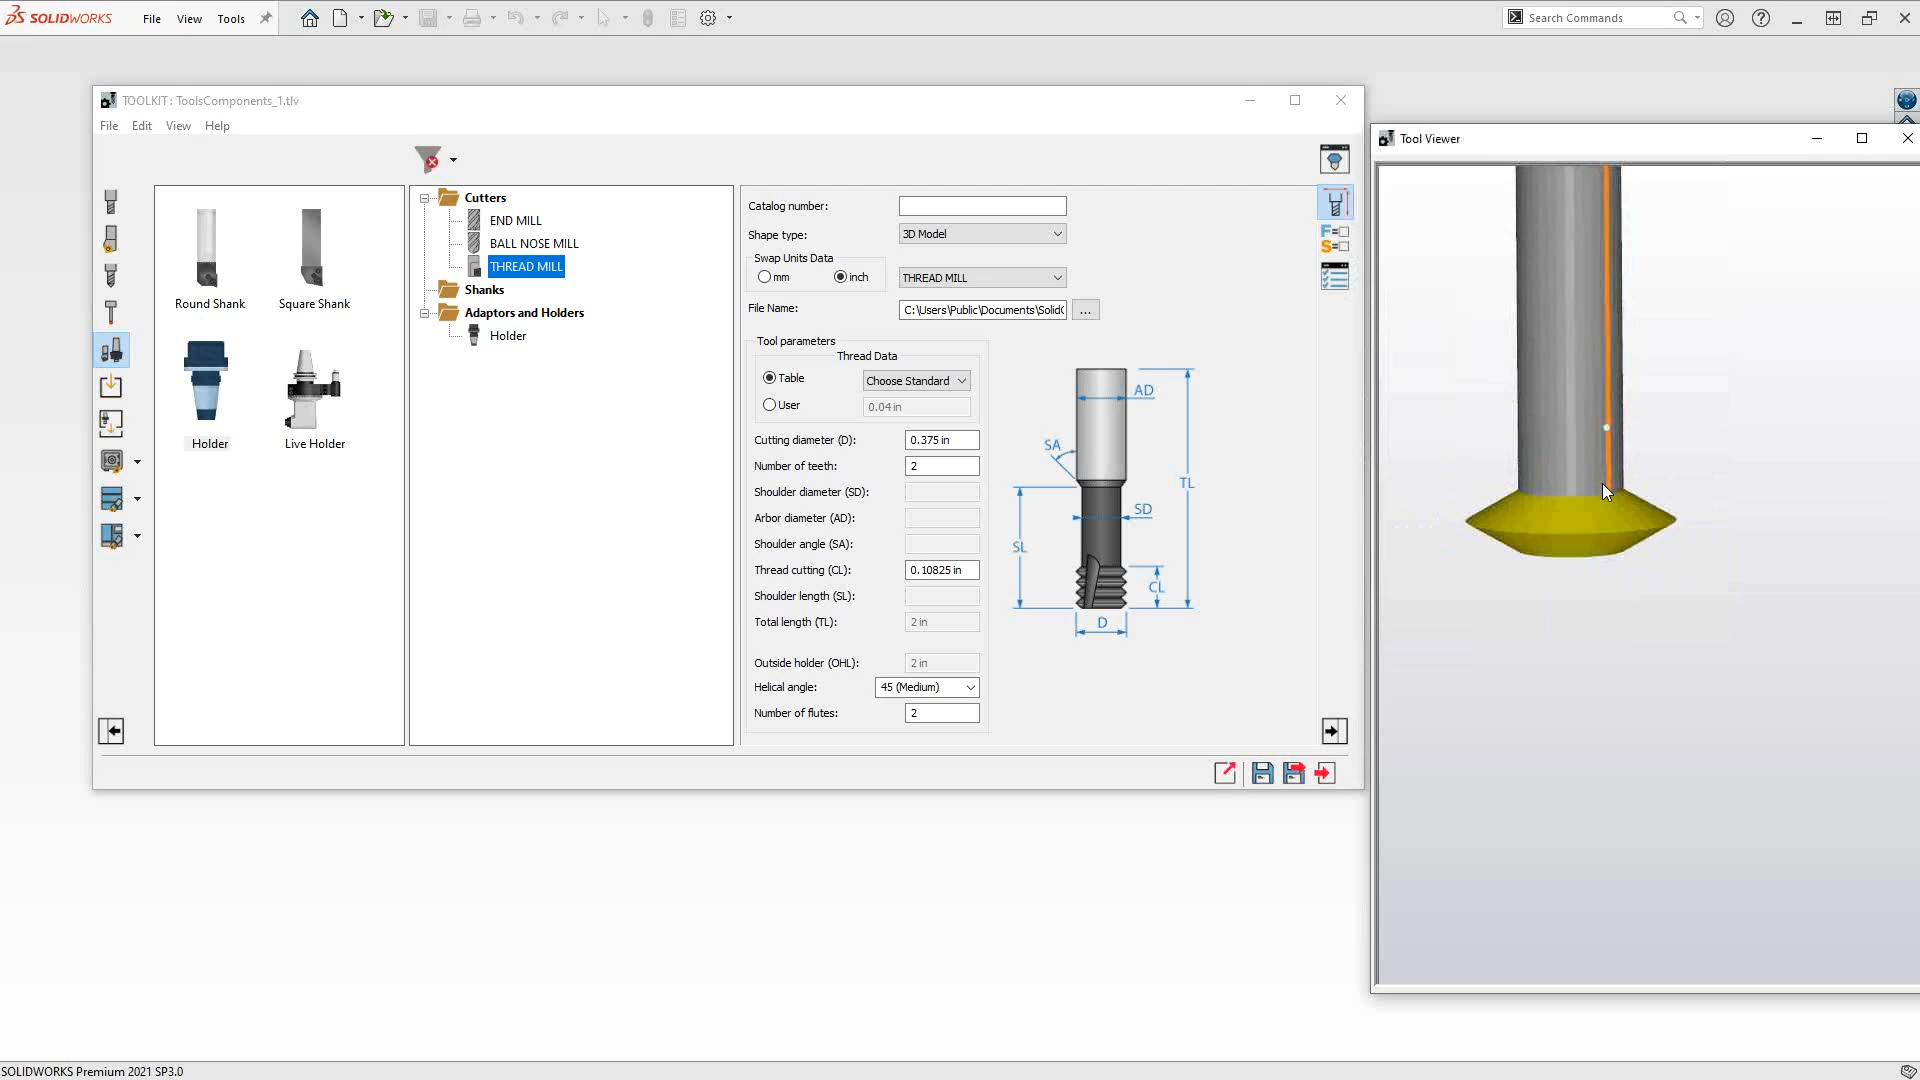 SOLIDWORKS File View Tools Search Commands
TOOLKIT : ToolsComponents_1.tlv
File Edit View Help
Tool Viewer
Round Shank Square Shank
Holder Live Holder
Cutters
END MILL
BALL NOSE MILL
THREAD MILL
Shanks
Adaptors and Holders
Holder
Catalog number:
Shape type: 3D Model
Swap Units Data
mm inch THREAD MILL
File Name: C:\Users\Public\Documents\Solid ...
F=
S=
Tool parameters
Thread Data
Table Choose Standard
User 0.04 in
Cutting diameter (D): 0.375 in
Number of teeth: 2
Shoulder diameter (SD):
Arbor diameter (AD):
Shoulder angle (SA):
Thread cutting (CL): 0.10825 in
Shoulder length (SL):
Total length (TL): 2 in
Outside holder (OHL): 2 in
Helical angle: 45 (Medium)
Number of flutes: 2
AD
SA
TL
SD
SL
CL
D
SOLIDWORKS Premium 2021 SP3.0